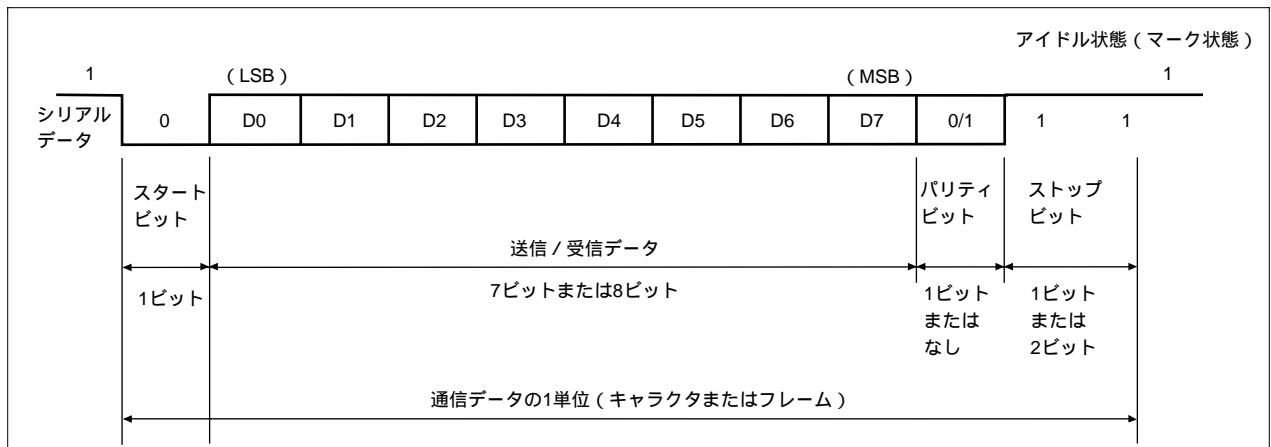 アイドル状態（マーク状態）
1 （LSB） （MSB） 1
シリアル
データ
0 D0 D1 D2 D3 D4 D5 D6 D7 0/1 1 1
スタート
ビット
パリティ
ビット
ストップ
ビット
送信／受信データ
1ビット
7ビットまたは8ビット
1ビット
または
なし
1ビット
または
2ビット
通信データの1単位（キャラクタまたはフレーム）